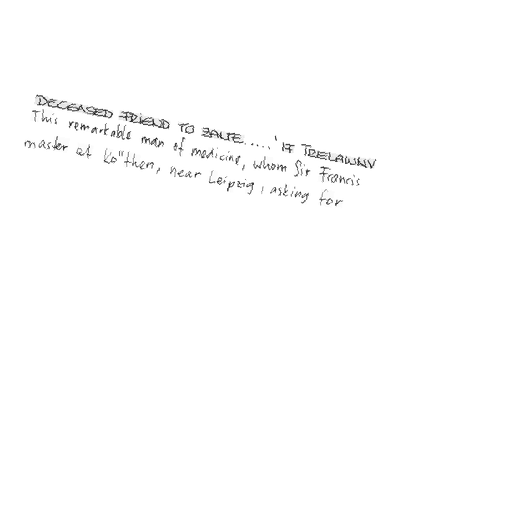 DECEASED FRIEND TO ZALIE.....' IF TRELAWNY
This remarkable man of medicine, whom Sir Francis
master at Ko"then, near Leipzig, asking for